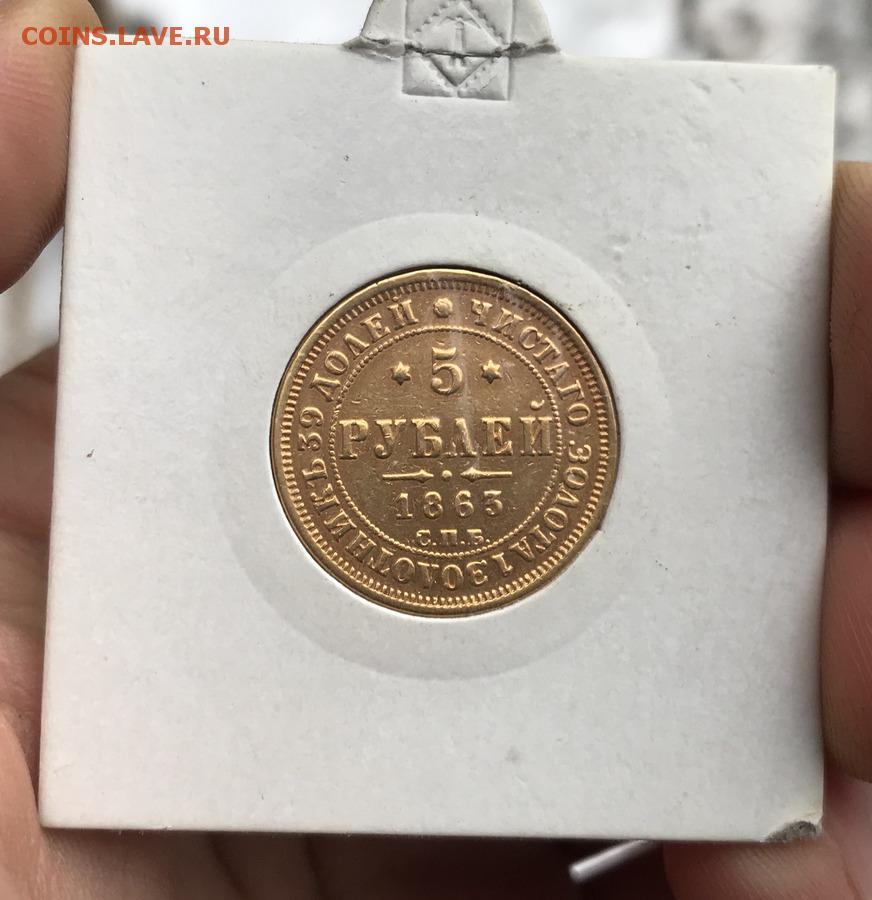 COINS.LAVE.RU
* 5 *
РУБЛЕЙ
1863
С.П.Б.
ЧИСТАГО ЗОЛОТА 1 ЗОЛОТНИКЪ 39 ДОЛЕЙ